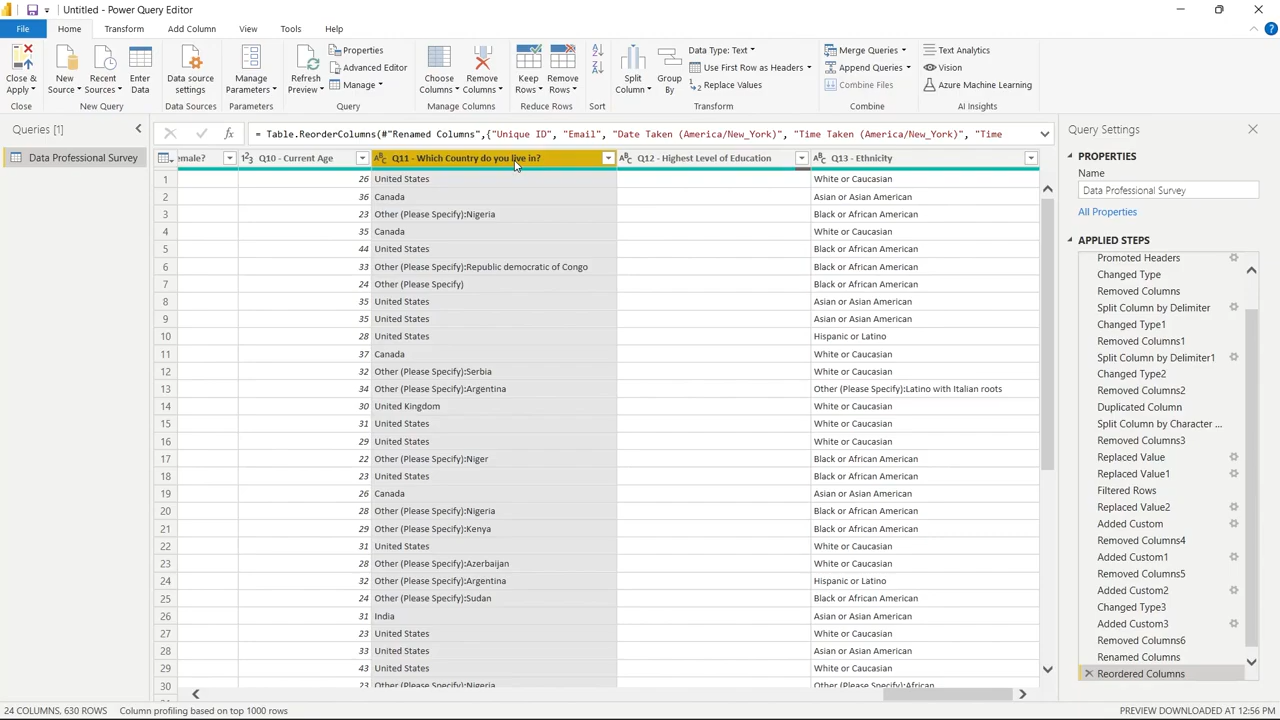 Untitled - Power Query Editor
File Home Transform Add Column View Tools Help
Close & Apply
New Source
Recent Sources
Enter Data
Data source settings
Manage Parameters
Refresh Preview
Properties
Advanced Editor
Manage
Choose Columns
Remove Columns
Keep Rows
Remove Rows
Split Column
Group By
Data Type: Text
Use First Row as Headers
Replace Values
Merge Queries
Append Queries
Combine Files
Text Analytics
Vision
Azure Machine Learning
Close New Query Data Sources Parameters Query Manage Columns Reduce Rows Sort Transform Combine AI Insights
Queries [1]
Data Professional Survey
= Table.ReorderColumns(#"Renamed Columns",{"Unique ID", "Email", "Date Taken (America/New_York)", "Time Taken (America/New_York)", "Time
emale? Q10 - Current Age Q11 - Which Country do you live in? Q12 - Highest Level of Education Q13 - Ethnicity
1 26 United States White or Caucasian
2 36 Canada Asian or Asian American
3 23 Other (Please Specify):Nigeria Black or African American
4 35 Canada White or Caucasian
5 44 United States Black or African American
6 33 Other (Please Specify):Republic democratic of Congo Black or African American
7 24 Other (Please Specify) Black or African American
8 35 United States Asian or Asian American
9 35 United States Asian or Asian American
10 28 United States Hispanic or Latino
11 37 Canada White or Caucasian
12 32 Other (Please Specify):Serbia White or Caucasian
13 34 Other (Please Specify):Argentina Other (Please Specify):Latino with Italian roots
14 30 United Kingdom White or Caucasian
15 31 United States White or Caucasian
16 29 United States White or Caucasian
17 22 Other (Please Specify):Niger Black or African American
18 23 United States Black or African American
19 26 Canada Asian or Asian American
20 28 Other (Please Specify):Nigeria Black or African American
21 29 Other (Please Specify):Kenya Black or African American
22 31 United States White or Caucasian
23 28 Other (Please Specify):Azerbaijan White or Caucasian
24 32 Other (Please Specify):Argentina Hispanic or Latino
25 24 Other (Please Specify):Sudan Black or African American
26 31 India Asian or Asian American
27 23 United States White or Caucasian
28 33 United States Asian or Asian American
29 43 United States White or Caucasian
30 23 Other (Please Specify):Nigeria Other (Please Specify):African
Query Settings
PROPERTIES
Name
Data Professional Survey
All Properties
APPLIED STEPS
Promoted Headers
Changed Type
Removed Columns
Split Column by Delimiter
Changed Type1
Removed Columns1
Split Column by Delimiter1
Changed Type2
Removed Columns2
Duplicated Column
Split Column by Character ...
Removed Columns3
Replaced Value
Replaced Value1
Filtered Rows
Replaced Value2
Added Custom
Removed Columns4
Added Custom1
Removed Columns5
Added Custom2
Changed Type3
Added Custom3
Removed Columns6
Renamed Columns
Reordered Columns
24 COLUMNS, 630 ROWS Column profiling based on top 1000 rows PREVIEW DOWNLOADED AT 12:56 PM